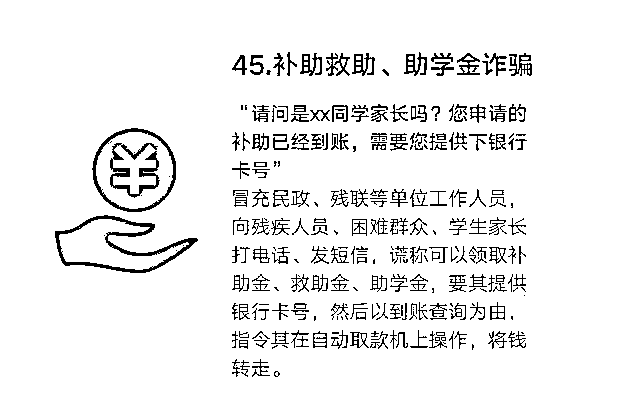 45.补助救助、助学金诈骗
“请问是xx同学家长吗？您申请的
补助已经到账，需要您提供下银行
卡号”
冒充民政、残联等单位工作人员，
向残疾人员、困难群众、学生家长
打电话、发短信，谎称可以领取补
助金、救助金、助学金，要其提供
银行卡号，然后以到账查询为由，
指令其在自动取款机上操作，将钱
转走。